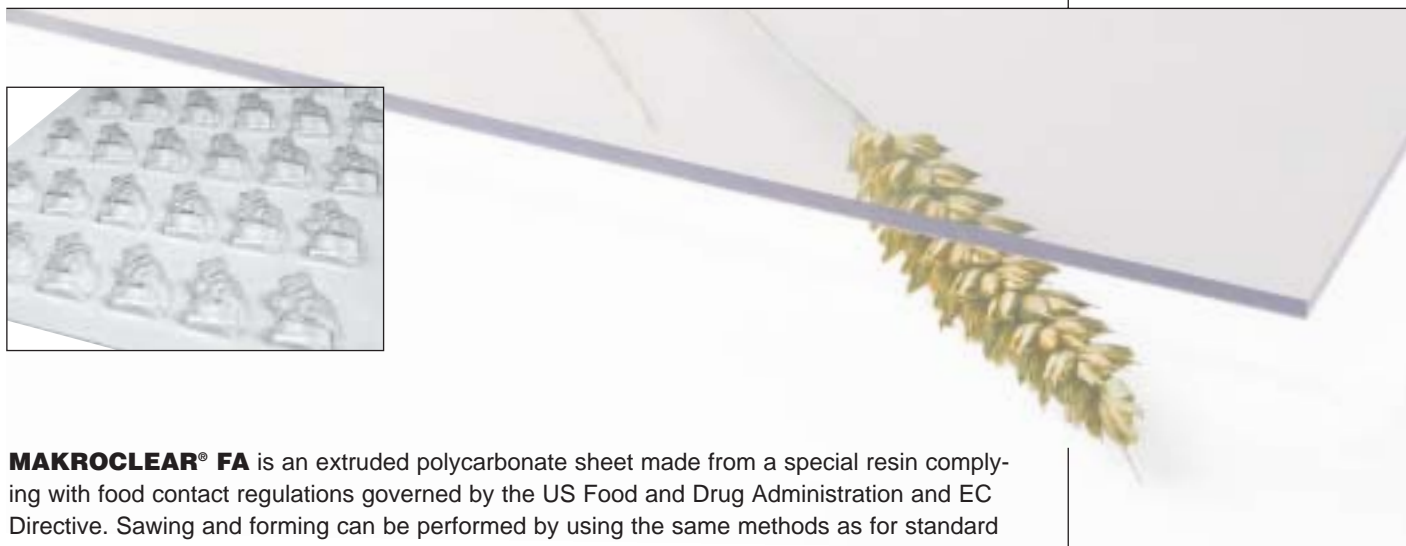 MAKROCLEAR® FA is an extruded polycarbonate sheet made from a special resin comply-
ing with food contact regulations governed by the US Food and Drug Administration and EC
Directive. Sawing and forming can be performed by using the same methods as for standard